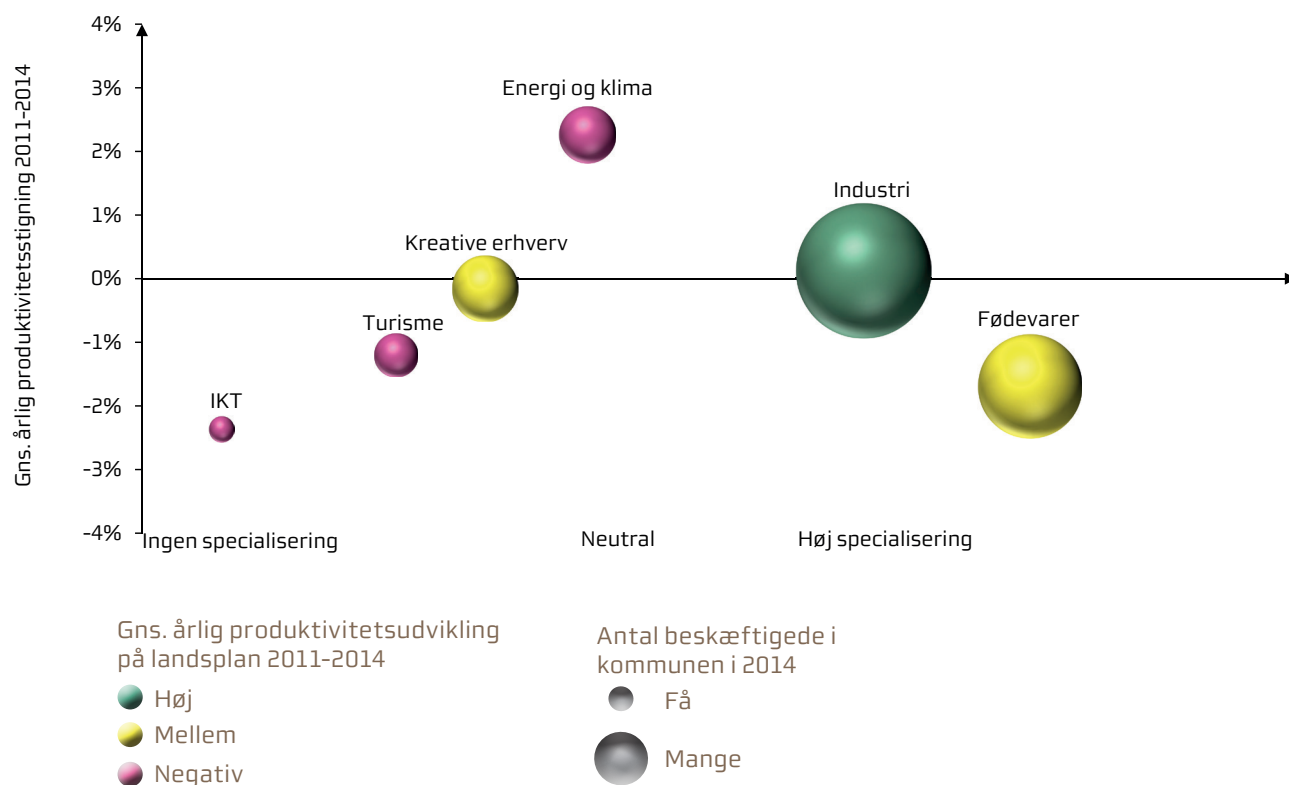 Gns. årlig produktivitetsstigning 2011-2014
4%
3%
2%
1%
0%
-1%
-2%
-3%
-4%
Energi og klima
Industri
Kreative erhverv
Turisme
Fødevarer
IKT
Ingen specialisering
Neutral
Høj specialisering
Gns. årlig produktivitetsudvikling
på landsplan 2011-2014
Høj
Mellem
Negativ
Antal beskæftigede i
kommunen i 2014
Få
Mange